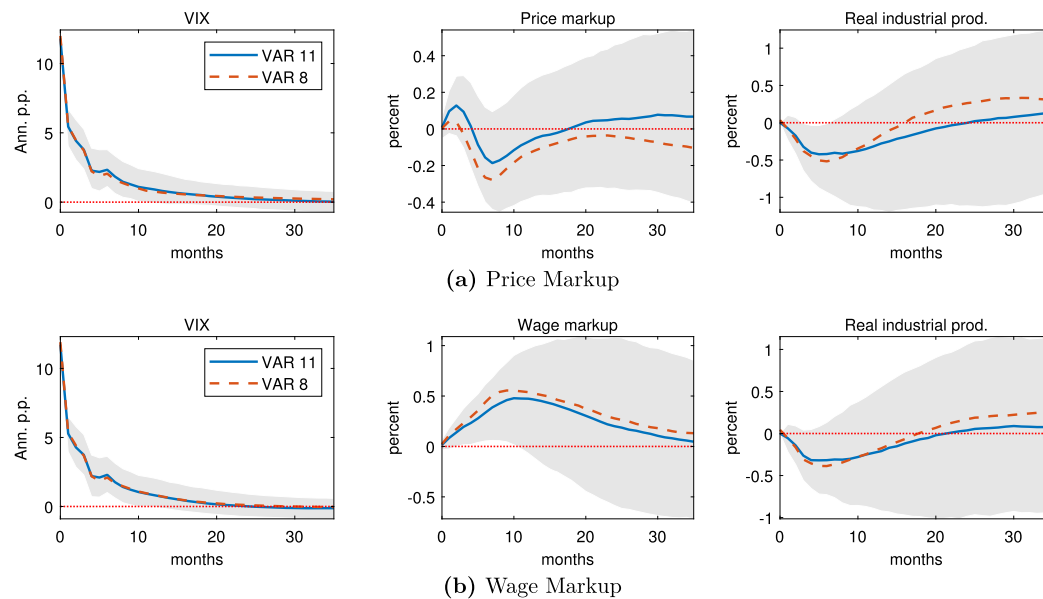 VIX
Ann. p.p.
10
5
0
VAR 11
VAR 8
0 10 20 30
months
Price markup
percent
0.4
0.2
0
-0.2
-0.4
0 10 20 30
months
Real industrial prod.
percent
1
0.5
0
-0.5
-1
0 10 20 30
months
(a) Price Markup
VIX
Ann. p.p.
10
5
0
VAR 11
VAR 8
0 10 20 30
months
Wage markup
percent
1
0.5
0
-0.5
0 10 20 30
months
Real industrial prod.
percent
1
0.5
0
-0.5
-1
0 10 20 30
months
(b) Wage Markup